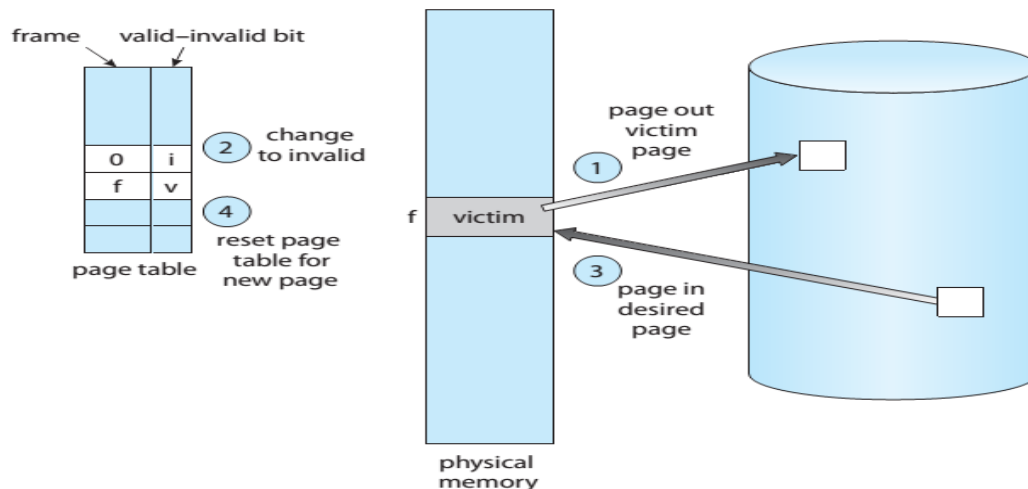 frame
valid–invalid bit
0
i
f
v
2
change
to invalid
4
reset page
table for
new page
page table
f
victim
physical
memory
1
page out
victim
page
3
page in
desired
page